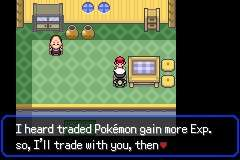 I heard traded Pokémon gain more Exp.
so, I'll trade with you, then♥